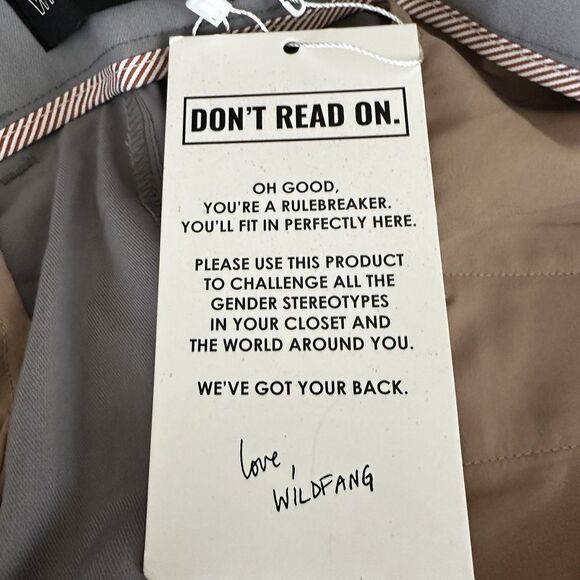 DON'T READ ON.
OH GOOD,
YOU'RE A RULEBREAKER.
YOU'LL FIT IN PERFECTLY HERE.
PLEASE USE THIS PRODUCT
TO CHALLENGE ALL THE
GENDER STEREOTYPES
IN YOUR CLOSET AND
THE WORLD AROUND YOU.
WE'VE GOT YOUR BACK.
love,
WILDFANG